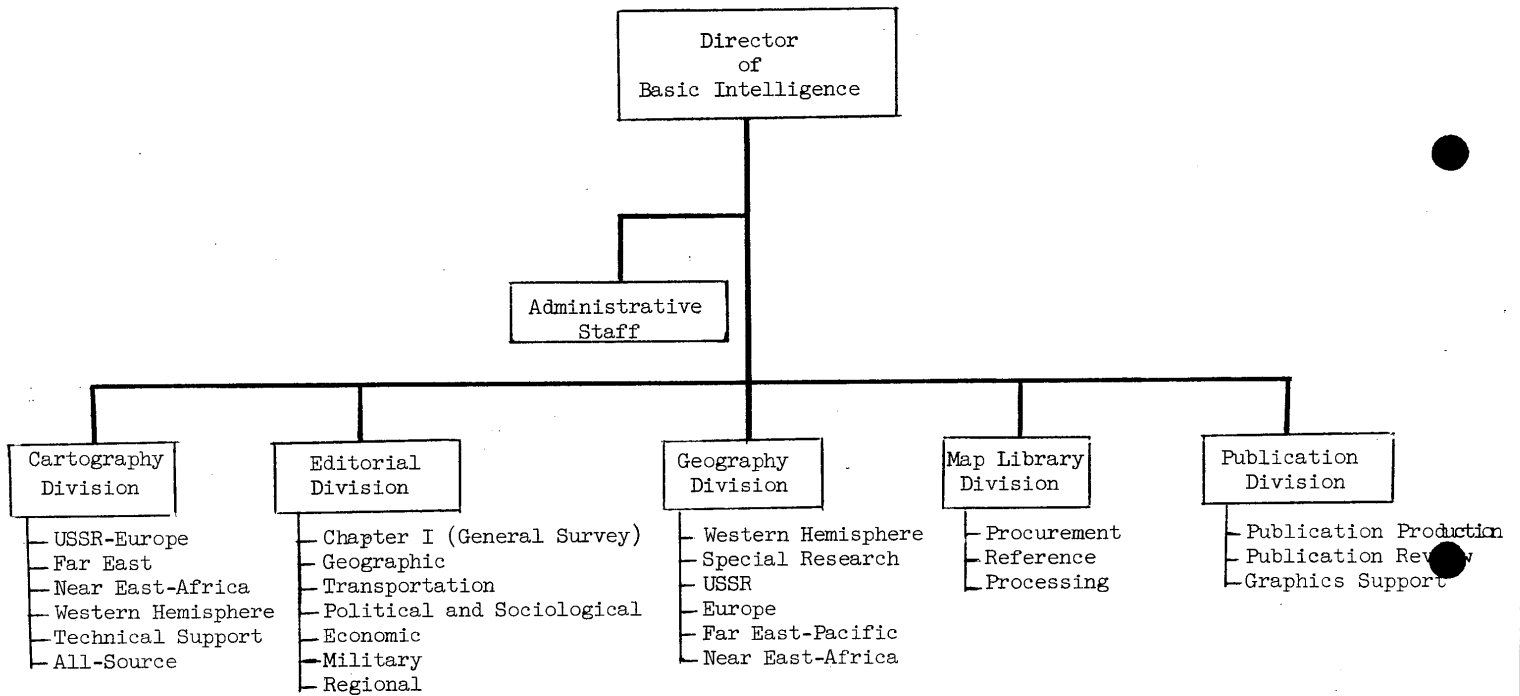 Director
of
Basic Intelligence
Administrative
Staff
Cartography
Division
USSR-Europe
Far East
Near East-Africa
Western Hemisphere
Technical Support
All-Source
Editorial
Division
Chapter I (General Survey)
Geographic
Transportation
Political and Sociological
Economic
Military
Regional
Geography
Division
Western Hemisphere
Special Research
USSR
Europe
Far East-Pacific
Near East-Africa
Map Library
Division
Procurement
Reference
Processing
Publication
Division
Publication Production
Publication Review
Graphics Support